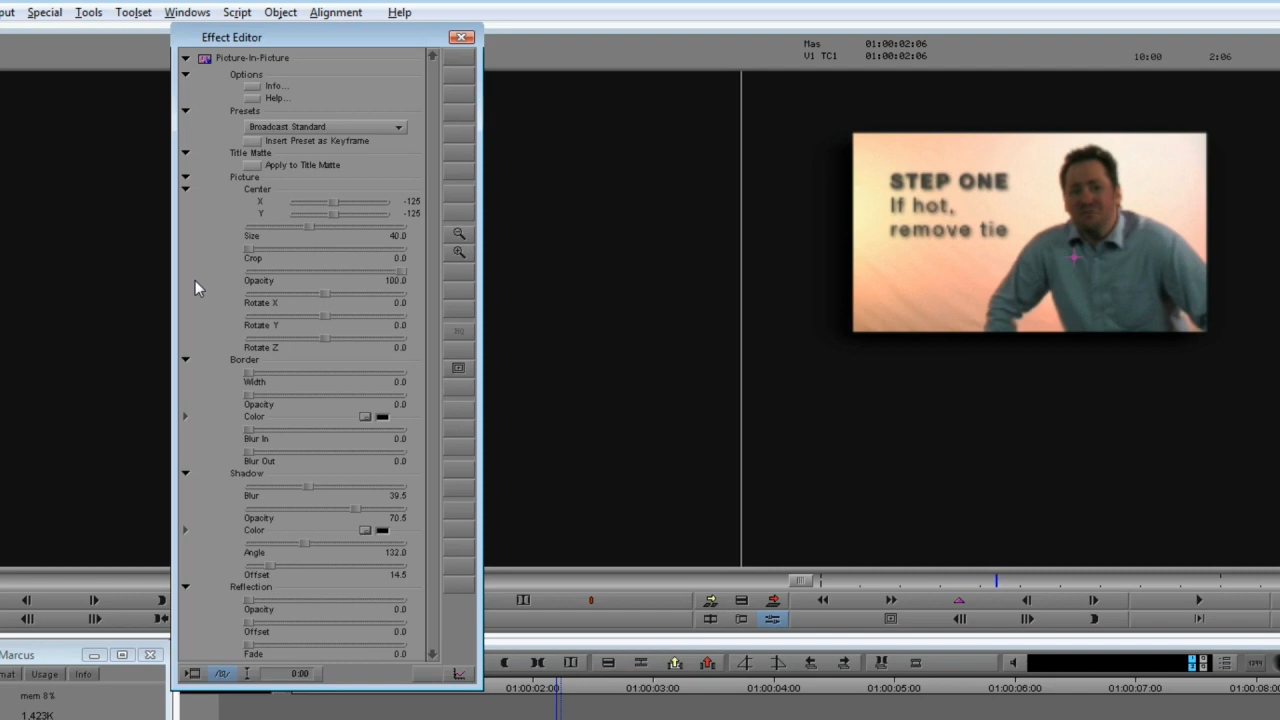 put Special Tools Toolset Windows Script Object Alignment Help
Effect Editor
Mas 01:00:02:06
V1 TC1 01:00:02:06
10:00 2:06
Picture-In-Picture
Options
Info...
Help...
Presets
Broadcast Standard
Insert Preset as Keyframe
Title Matte
Apply to Title Matte
Picture
Center
X -125
Y -125
Size 40.0
Crop 0.0
Opacity 100.0
Rotate X 0.0
Rotate Y 0.0
Rotate Z 0.0
Border
Width 0.0
Opacity 0.0
Color
Blur In 0.0
Blur Out 0.0
Shadow
Blur 39.5
Opacity 70.5
Color
Angle 132.0
Offset 14.5
Reflection
Opacity 0.0
Offset 0.0
Fade 0.0
0:00
HQ
STEP ONE
If hot,
remove tie
0
Marcus
mat Usage Info
mem 8%
1,423K
01:00:02:00 01:00:03:00 01:00:04:00 01:00:05:00 01:00:06:00 01:00:07:00 01:00:08:00